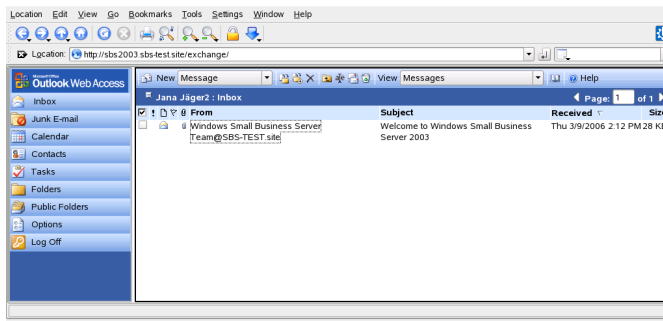 Location Edit View Go Bookmarks Tools Settings Window Help
Location: http://sbs2003.sbs-test.site/exchange/
Microsoft Office
Outlook Web Access
New Message View Messages Help
Jana Jäger2 : Inbox Page: 1 of 1
From Subject Received Size
Windows Small Business Server Welcome to Windows Small Business Thu 3/9/2006 2:12 PM 28 KB
Team@SBS-TEST.site Server 2003
Inbox
Junk E-mail
Calendar
Contacts
Tasks
Folders
Public Folders
Options
Log Off